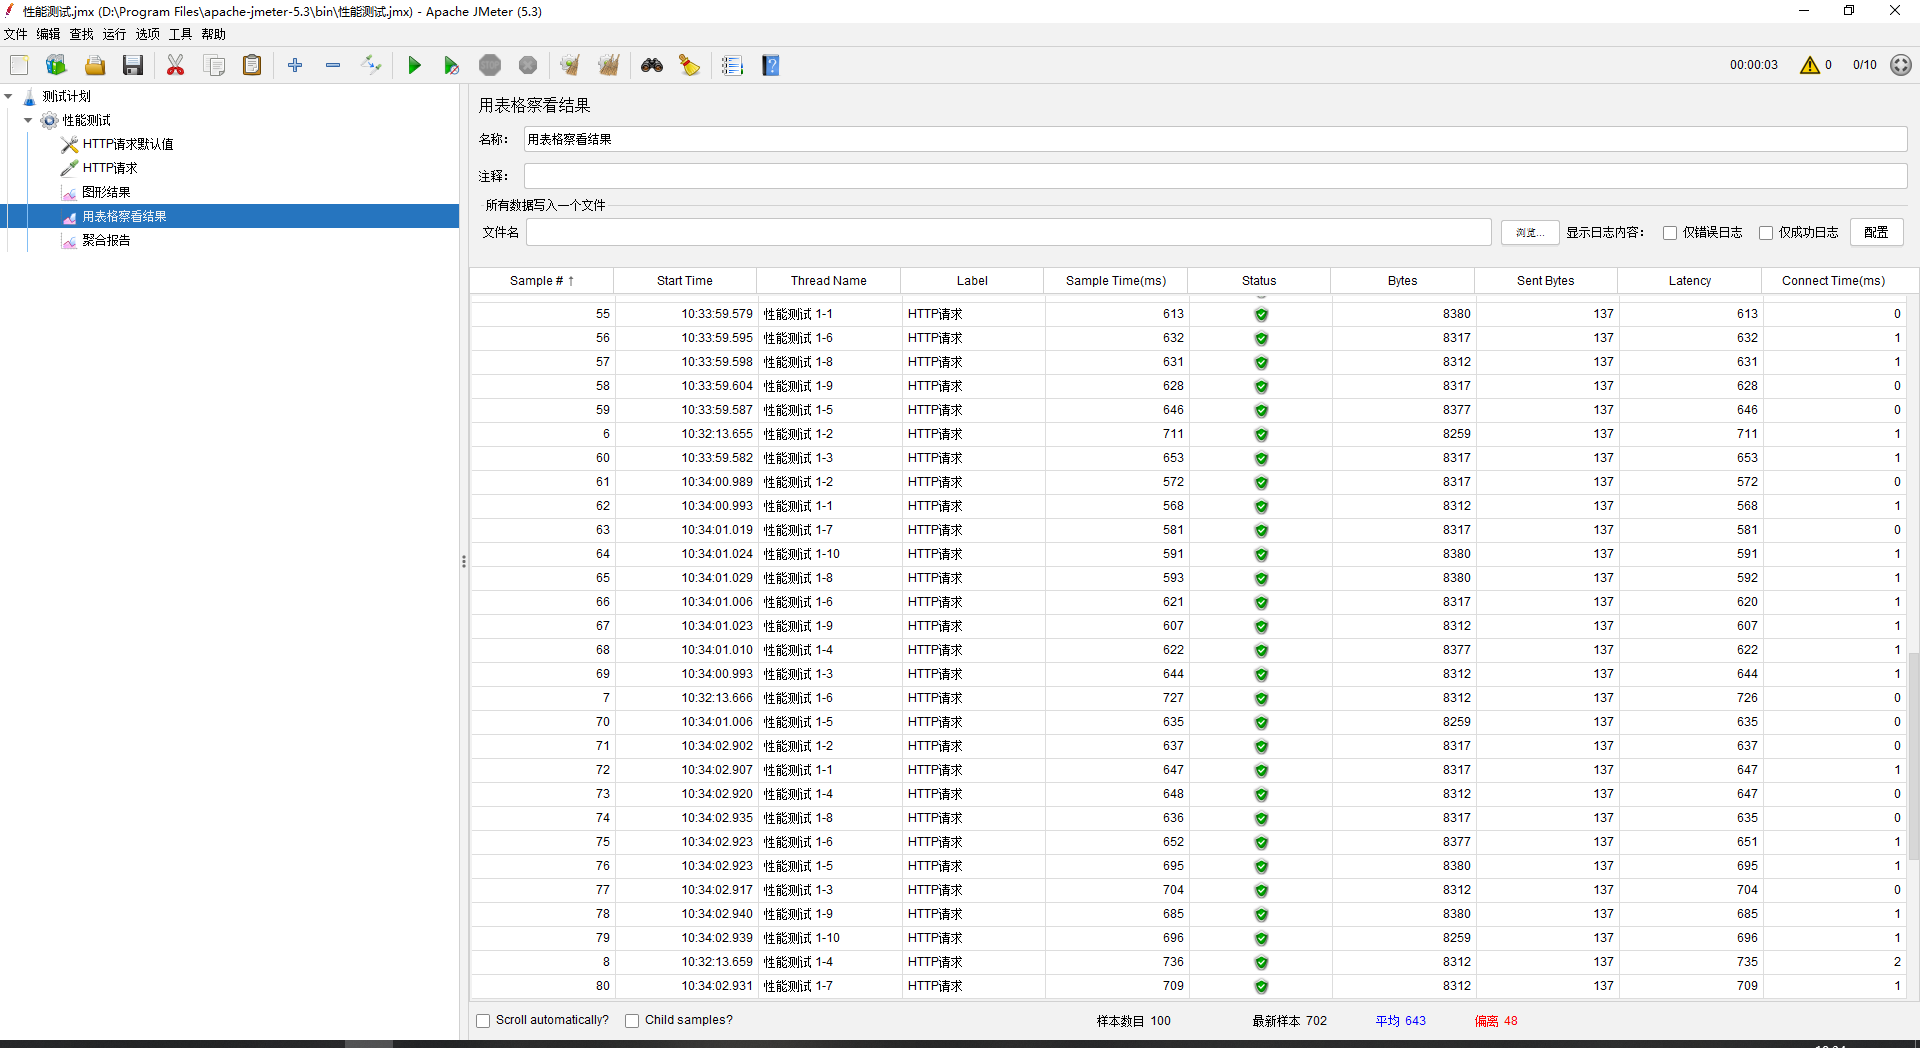 性能测试.jmx (D:\Program Files\apache-jmeter-5.3\bin\性能测试.jmx) - Apache JMeter (5.3)
文件 编辑 查找 运行 选项 工具 帮助
00:00:03 0 0/10
测试计划
性能测试
HTTP请求默认值
HTTP请求
图形结果
用表格察看结果
聚合报告
用表格察看结果
名称: 用表格察看结果
注释:
所有数据写入一个文件
文件名 浏览... 显示日志内容: 仅错误日志 仅成功日志 配置
Sample # ↑ Start Time Thread Name Label Sample Time(ms) Status Bytes Sent Bytes Latency Connect Time(ms)
55 10:33:59.579 性能测试 1-1 HTTP请求 613 8380 137 613 0
56 10:33:59.595 性能测试 1-6 HTTP请求 632 8317 137 632 1
57 10:33:59.598 性能测试 1-8 HTTP请求 631 8312 137 631 1
58 10:33:59.604 性能测试 1-9 HTTP请求 628 8317 137 628 0
59 10:33:59.587 性能测试 1-5 HTTP请求 646 8377 137 646 0
6 10:32:13.655 性能测试 1-2 HTTP请求 711 8259 137 711 1
60 10:33:59.582 性能测试 1-3 HTTP请求 653 8317 137 653 1
61 10:34:00.989 性能测试 1-2 HTTP请求 572 8317 137 572 0
62 10:34:00.993 性能测试 1-1 HTTP请求 568 8312 137 568 1
63 10:34:01.019 性能测试 1-7 HTTP请求 581 8317 137 581 0
64 10:34:01.024 性能测试 1-10 HTTP请求 591 8380 137 591 1
65 10:34:01.029 性能测试 1-8 HTTP请求 593 8380 137 592 1
66 10:34:01.006 性能测试 1-6 HTTP请求 621 8317 137 620 1
67 10:34:01.023 性能测试 1-9 HTTP请求 607 8312 137 607 1
68 10:34:01.010 性能测试 1-4 HTTP请求 622 8377 137 622 1
69 10:34:00.993 性能测试 1-3 HTTP请求 644 8312 137 644 1
7 10:32:13.666 性能测试 1-6 HTTP请求 727 8312 137 726 0
70 10:34:01.006 性能测试 1-5 HTTP请求 635 8259 137 635 0
71 10:34:02.902 性能测试 1-2 HTTP请求 637 8317 137 637 0
72 10:34:02.907 性能测试 1-1 HTTP请求 647 8317 137 647 1
73 10:34:02.920 性能测试 1-4 HTTP请求 648 8312 137 647 0
74 10:34:02.935 性能测试 1-8 HTTP请求 636 8317 137 635 0
75 10:34:02.923 性能测试 1-6 HTTP请求 652 8377 137 651 1
76 10:34:02.923 性能测试 1-5 HTTP请求 695 8380 137 695 1
77 10:34:02.917 性能测试 1-3 HTTP请求 704 8312 137 704 0
78 10:34:02.940 性能测试 1-9 HTTP请求 685 8380 137 685 1
79 10:34:02.939 性能测试 1-10 HTTP请求 696 8259 137 696 1
8 10:32:13.659 性能测试 1-4 HTTP请求 736 8312 137 735 2
80 10:34:02.931 性能测试 1-7 HTTP请求 709 8312 137 709 1
Scroll automatically? Child samples? 样本数目 100 最新样本 702 平均 643 偏离 48